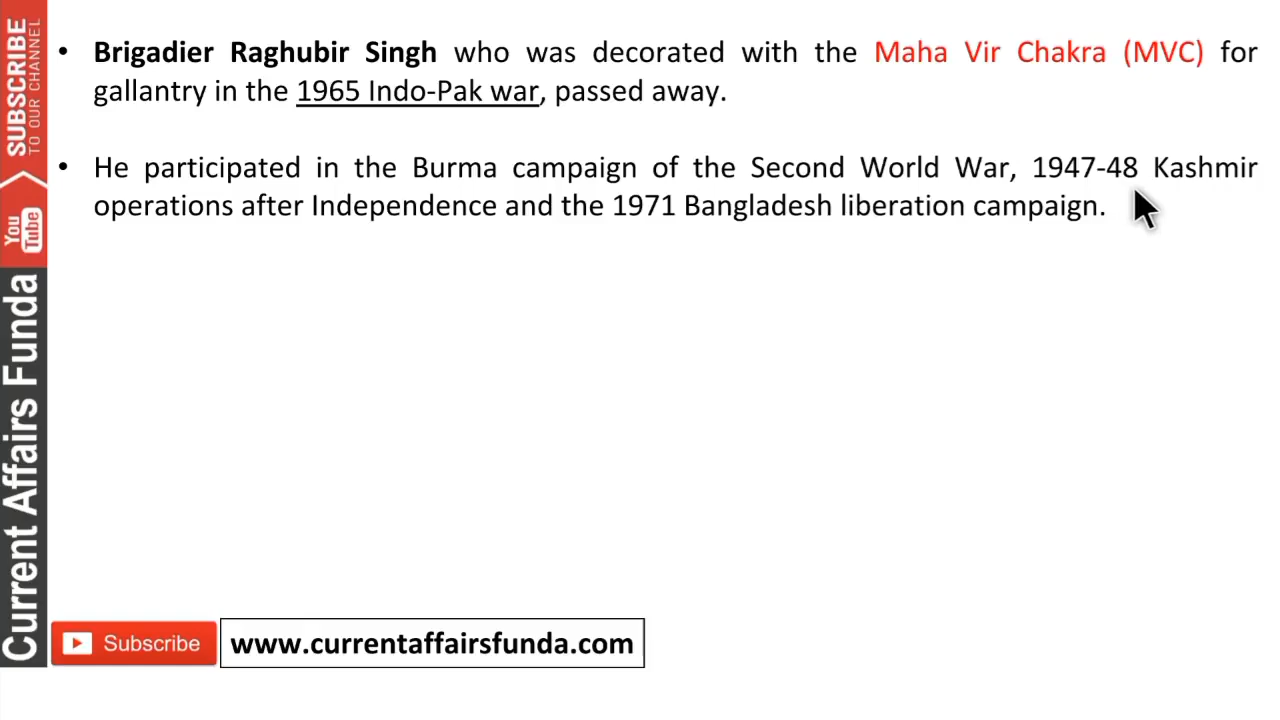 • Brigadier Raghubir Singh who was decorated with the Maha Vir Chakra (MVC) for
gallantry in the 1965 Indo-Pak war, passed away.
• He participated in the Burma campaign of the Second World War, 1947-48 Kashmir
operations after Independence and the 1971 Bangladesh liberation campaign.
SUBSCRIBE
TO OUR CHANNEL
You
Tube
Current Affairs Funda
Subscribe
www.currentaffairsfunda.com